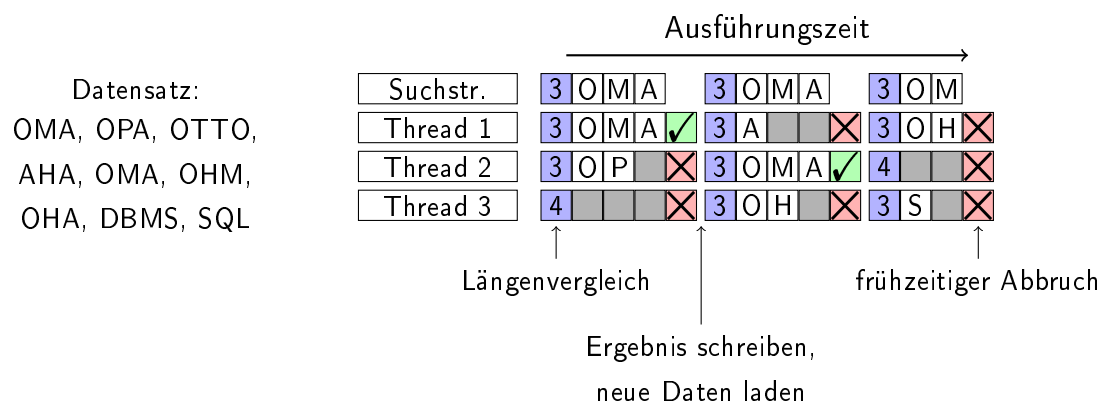 Ausführungszeit
Datensatz:
OMA, OPA, OTTO,
AHA, OMA, OHM,
OHA, DBMS, SQL
Suchstr. 3 O M A 3 O M A 3 O M
Thread 1 3 O M A ✓ 3 A ✕ 3 O H ✕
Thread 2 3 O P ✕ 3 O M A ✓ 4 ✕
Thread 3 4 ✕ 3 O H ✕ 3 S ✕
Längenvergleich
frühzeitiger Abbruch
Ergebnis schreiben,
neue Daten laden